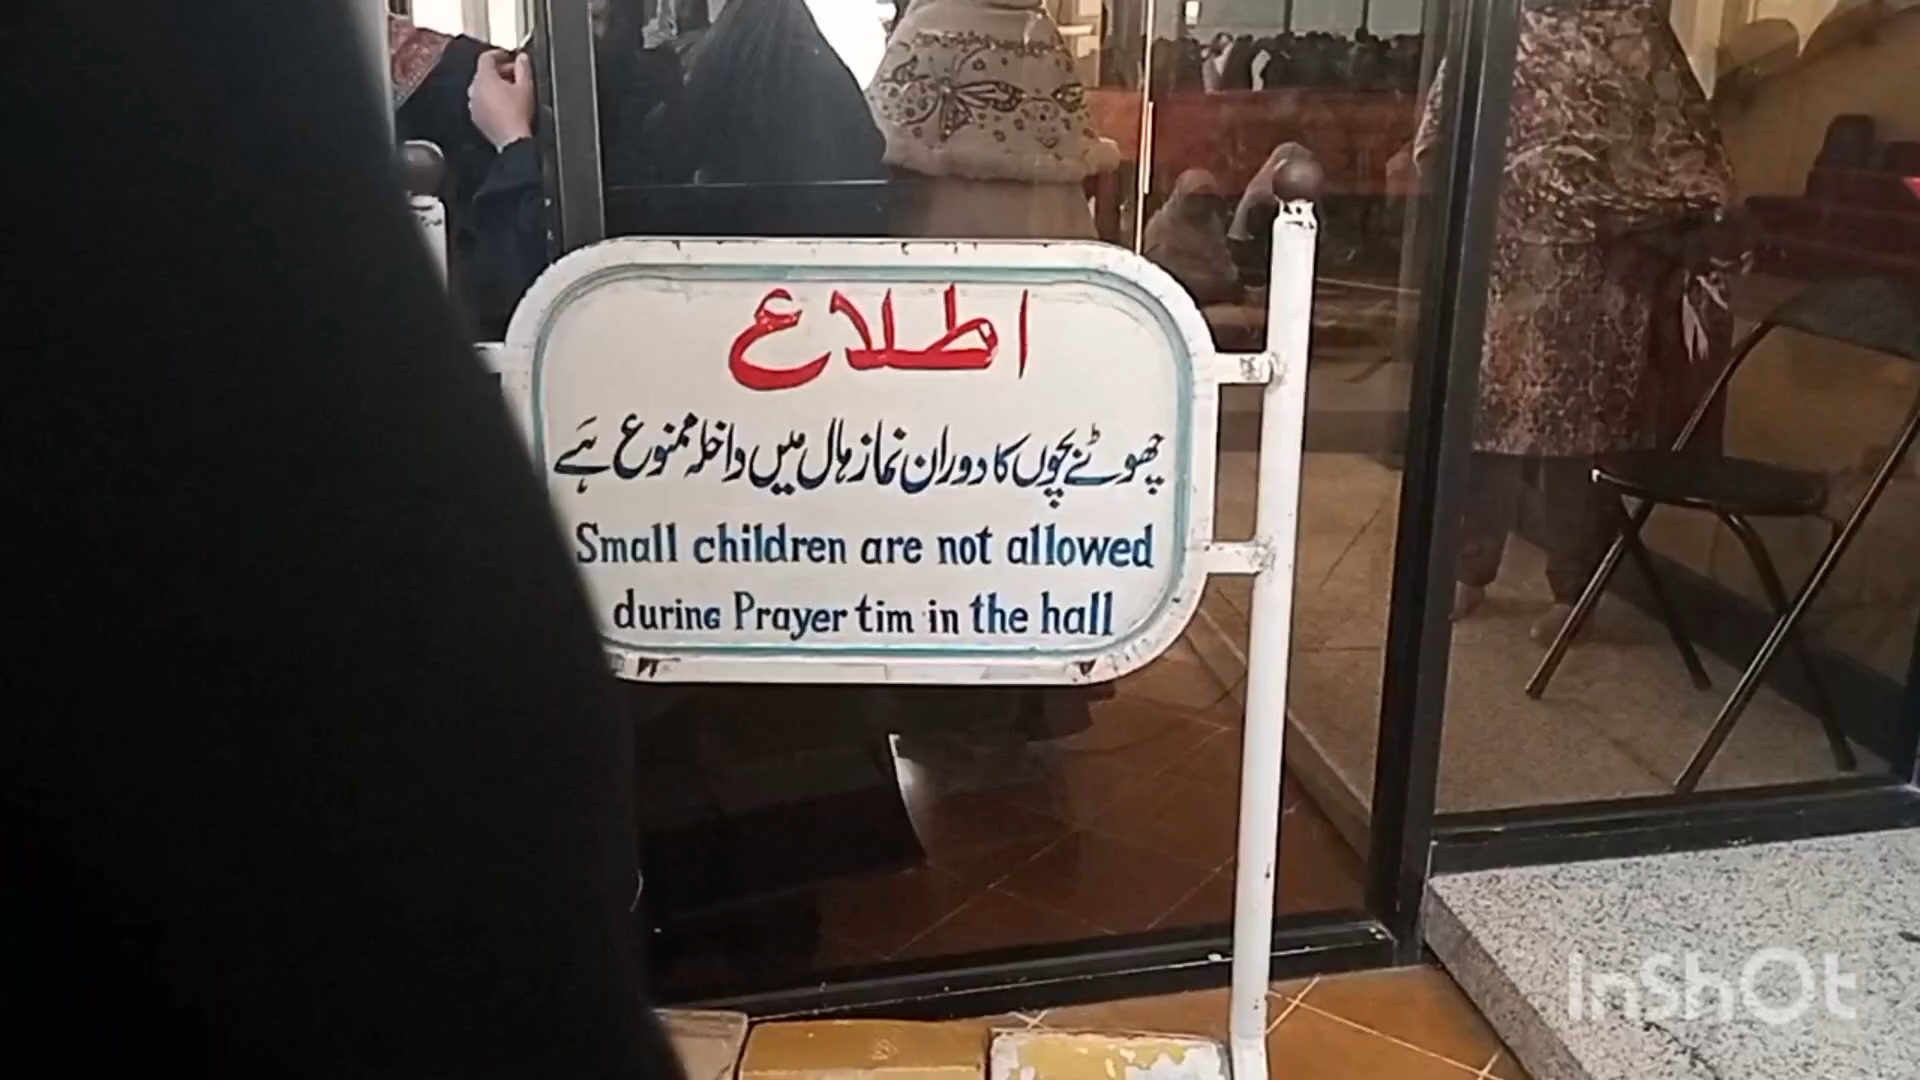 اطلاع
چھوٹے بچوں کا دوران نماز ہال میں داخلہ ممنوع ہے
Small children are not allowed
during Prayer tim in the hall
InShOt